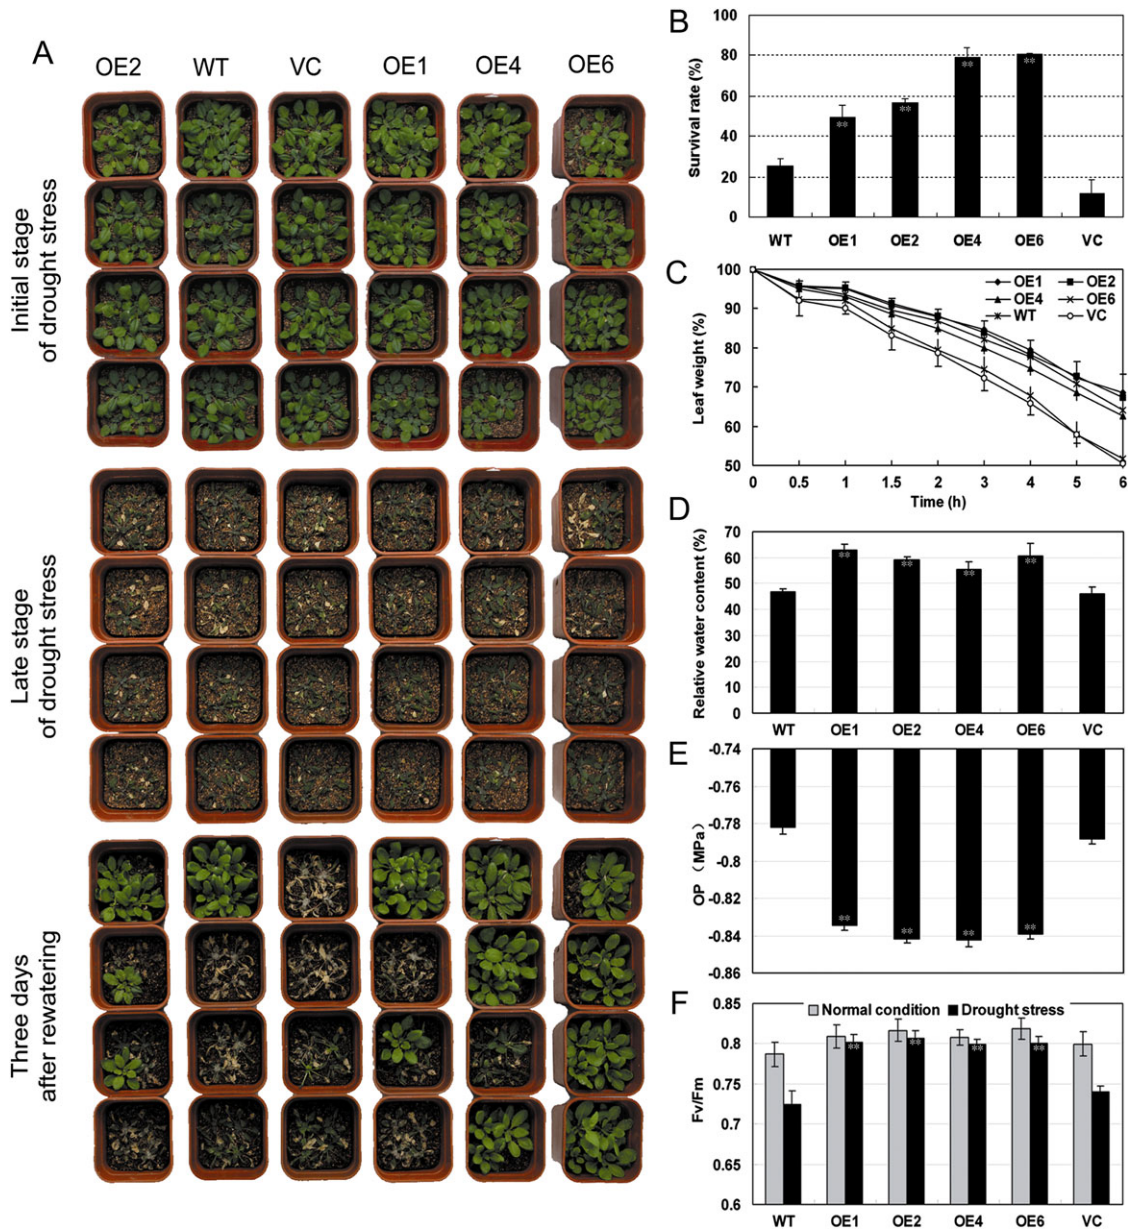 A
OE2 WT VC OE1 OE4 OE6
Initial stage
of drought stress
Late stage
of drought stress
Three days
after rewatering
B
Survival rate (%)
100
80
60
40
20
0
** ** ** **
WT OE1 OE2 OE4 OE6 VC
C
Leaf weight (%)
100
90
80
70
60
50
OE1 OE2
OE4 OE6
WT VC
0 0.5 1 1.5 2 3 4 5 6
Time (h)
D
Relative water content (%)
70
60
50
40
30
20
10
0
** ** ** **
WT OE1 OE2 OE4 OE6 VC
E
OP (MPa)
-0.74
-0.76
-0.78
-0.8
-0.82
-0.84
-0.86
** ** ** **
F
Fv/Fm
Normal condition Drought stress
0.85
0.8
0.75
0.7
0.65
0.6
** ** ** **
WT OE1 OE2 OE4 OE6 VC